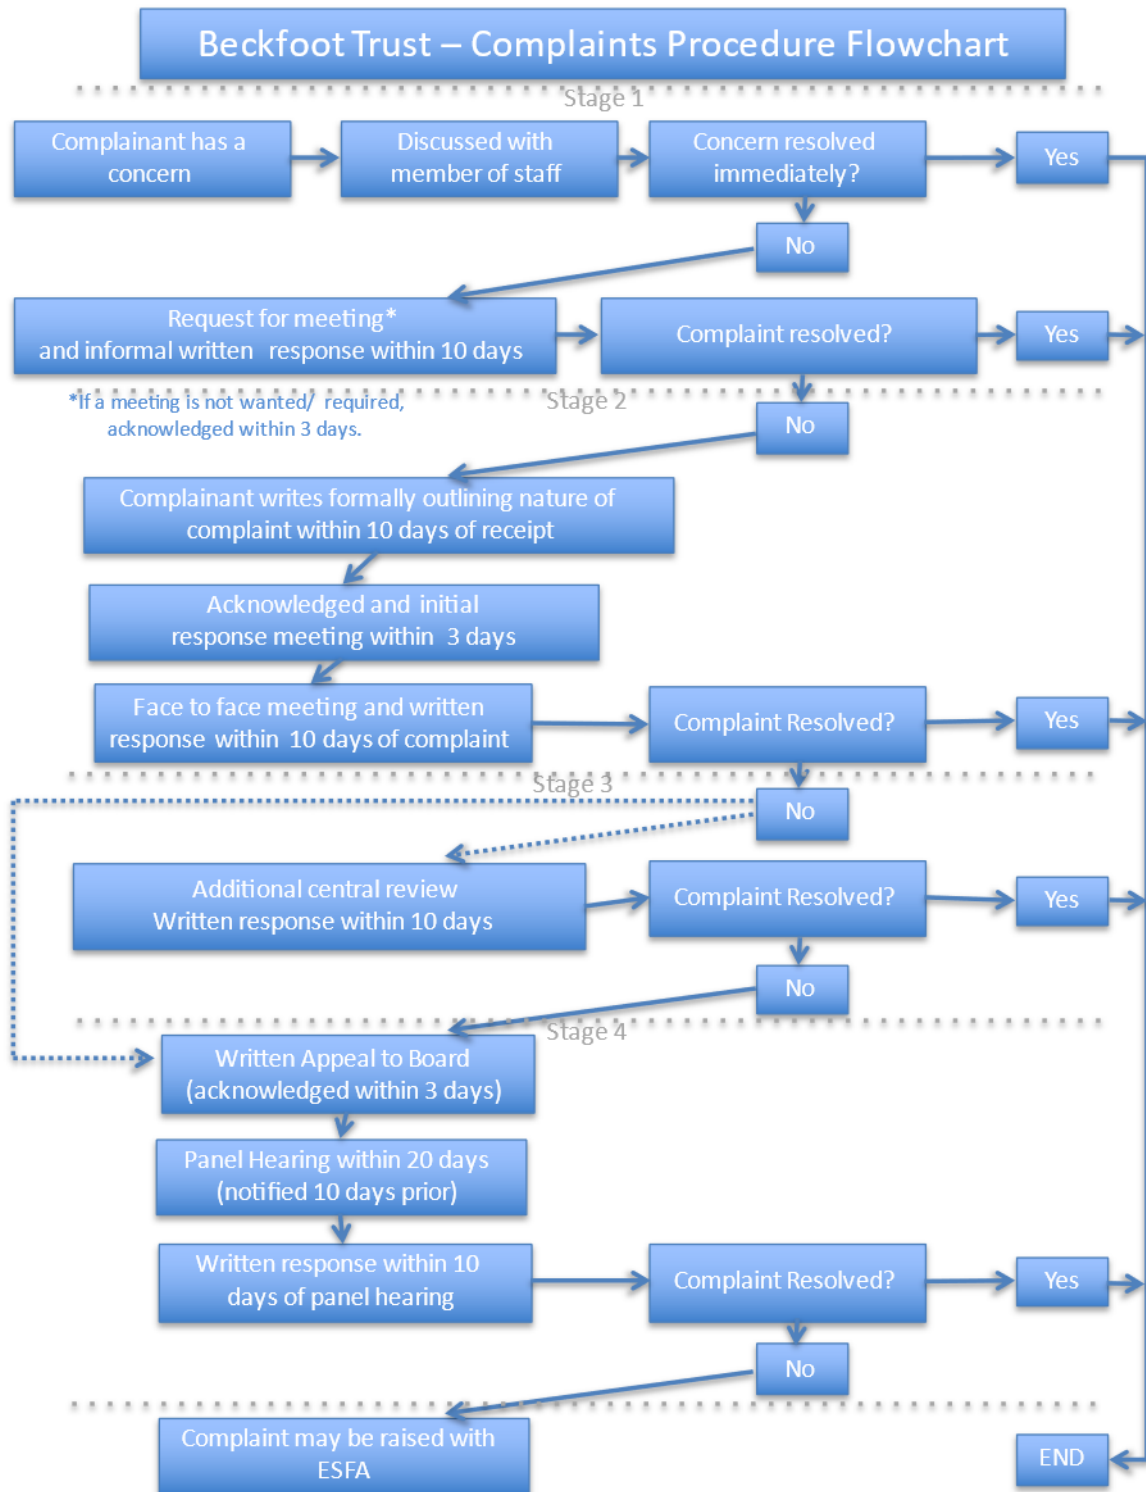 Beckfoot Trust – Complaints Procedure Flowchart
Stage 1
Complainant has a
concern
Discussed with
member of staff
Concern resolved
immediately?
Yes
No
Request for meeting*
and informal written response within 10 days
Complaint resolved?
Yes
Stage 2
*If a meeting is not wanted/ required,
acknowledged within 3 days.
No
Complainant writes formally outlining nature of
complaint within 10 days of receipt
Acknowledged and initial
response meeting within 3 days
Face to face meeting and written
response within 10 days of complaint
Complaint Resolved?
Yes
Stage 3
No
Additional central review
Written response within 10 days
Complaint Resolved?
Yes
No
Stage 4
Written Appeal to Board
(acknowledged within 3 days)
Panel Hearing within 20 days
(notified 10 days prior)
Written response within 10
days of panel hearing
Complaint Resolved?
Yes
No
Complaint may be raised with
ESFA
END